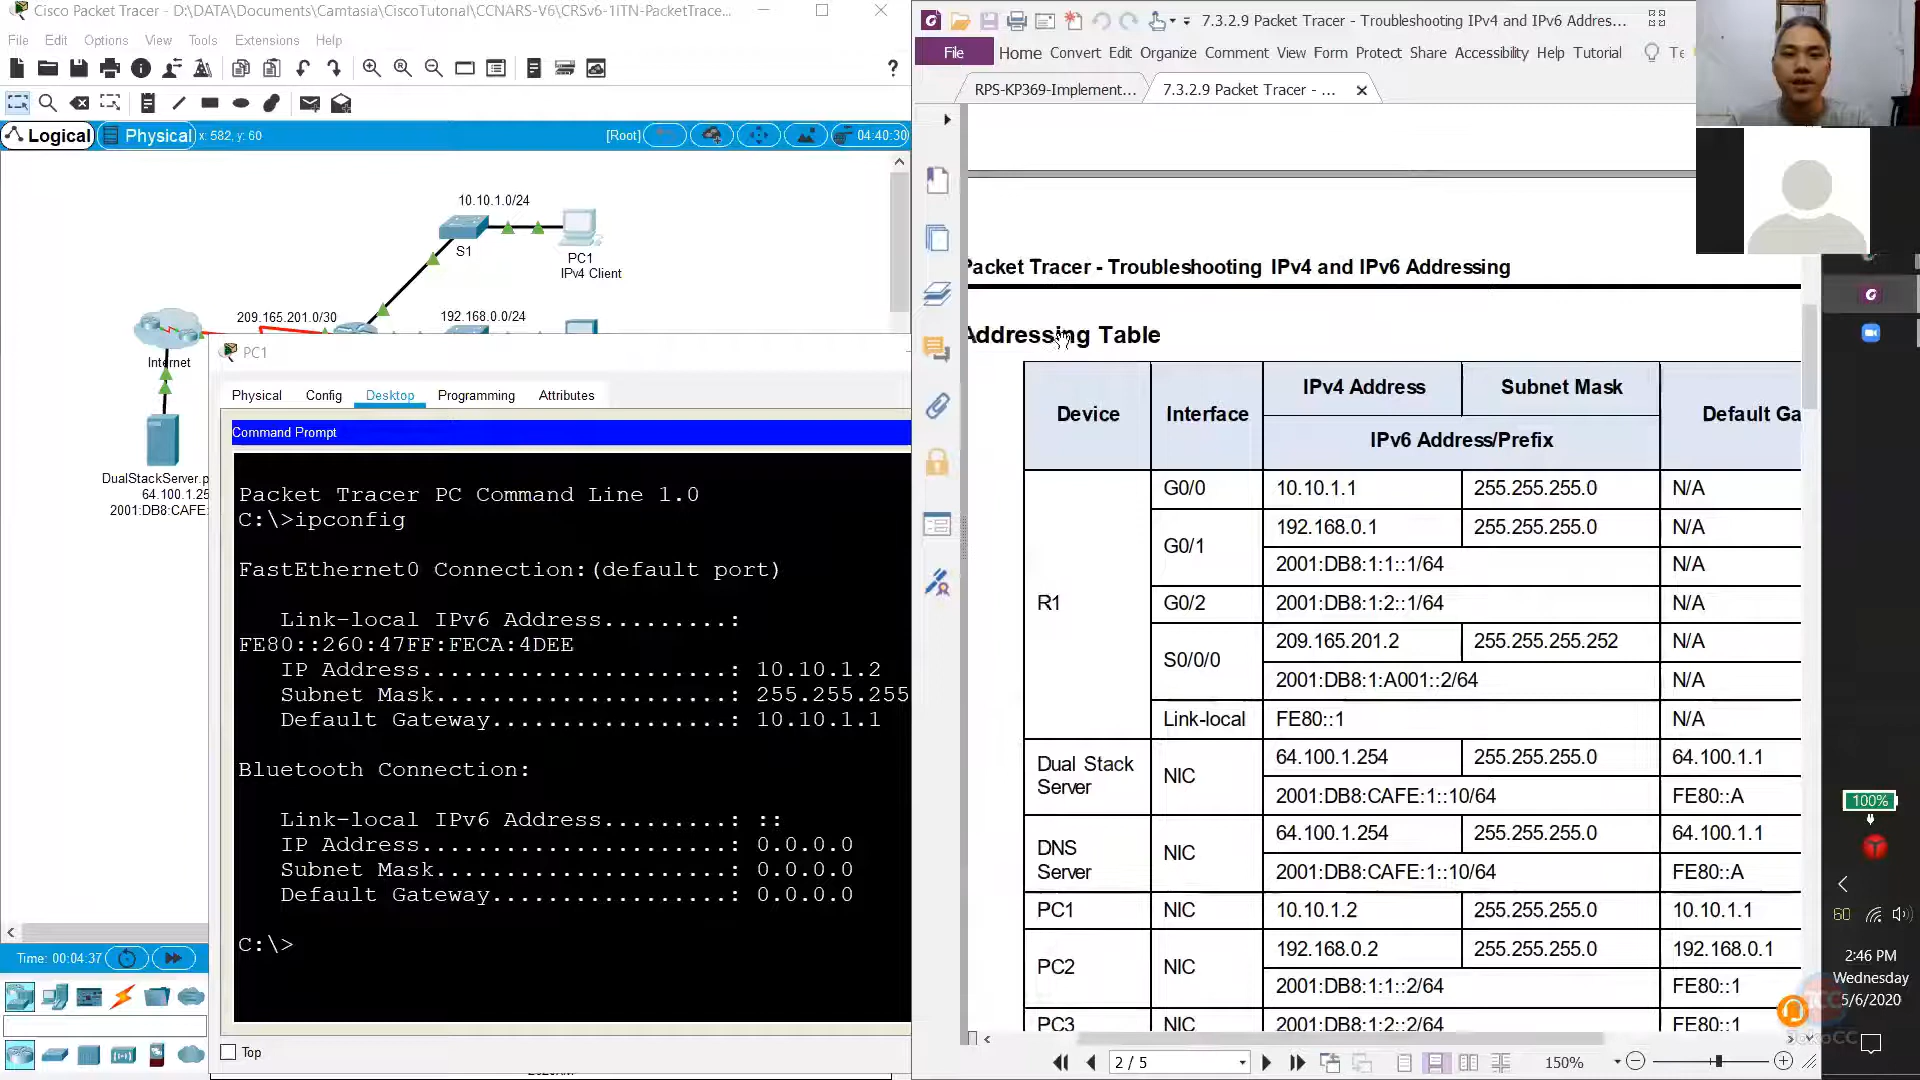 Cisco Packet Tracer - D:\DATA\Documents\Camtasia\CiscoTutorial\CCNARS-V6\CRSv6-1ITN-PacketTrace...
File Edit Options View Tools Extensions Help
?
Logical
Physical
x: 582, y: 60
[Root]
04:40:30
10.10.1.0/24
S1
PC1
IPv4 Client
209.165.201.0/30
192.168.0.0/24
Internet
DualStackServer.p
64.100.1.25
2001:DB8:CAFE:
PC1
Physical Config Desktop Programming Attributes
Command Prompt
Packet Tracer PC Command Line 1.0
C:\>ipconfig
FastEthernet0 Connection:(default port)
Link-local IPv6 Address.........:
FE80::260:47FF:FECA:4DEE
IP Address......................: 10.10.1.2
Subnet Mask.....................: 255.255.255
Default Gateway.................: 10.10.1.1
Bluetooth Connection:
Link-local IPv6 Address.........: ::
IP Address......................: 0.0.0.0
Subnet Mask.....................: 0.0.0.0
Default Gateway.................: 0.0.0.0
C:\>
Top
Time: 00:04:37
7.3.2.9 Packet Tracer - Troubleshooting IPv4 and IPv6 Addres...
File Home Convert Edit Organize Comment View Form Protect Share Accessibility Help Tutorial Te
RPS-KP369-Implement...
7.3.2.9 Packet Tracer - ...
Packet Tracer - Troubleshooting IPv4 and IPv6 Addressing
Addressing Table
Device Interface IPv4 Address Subnet Mask Default Ga
IPv6 Address/Prefix
R1 G0/0 10.10.1.1 255.255.255.0 N/A
G0/1 192.168.0.1 255.255.255.0 N/A
2001:DB8:1:1::1/64 N/A
G0/2 2001:DB8:1:2::1/64 N/A
S0/0/0 209.165.201.2 255.255.255.252 N/A
2001:DB8:1:A001::2/64 N/A
Link-local FE80::1 N/A
Dual Stack Server NIC 64.100.1.254 255.255.255.0 64.100.1.1
2001:DB8:CAFE:1::10/64 FE80::A
DNS Server NIC 64.100.1.254 255.255.255.0 64.100.1.1
2001:DB8:CAFE:1::10/64 FE80::A
PC1 NIC 10.10.1.2 255.255.255.0 10.10.1.1
PC2 NIC 192.168.0.2 255.255.255.0 192.168.0.1
2001:DB8:1:1::2/64 FE80::1
PC3 NIC 2001:DB8:1:2::2/64 FE80::1
2 / 5
150%
100%
60
2:46 PM
Wednesday
5/6/2020